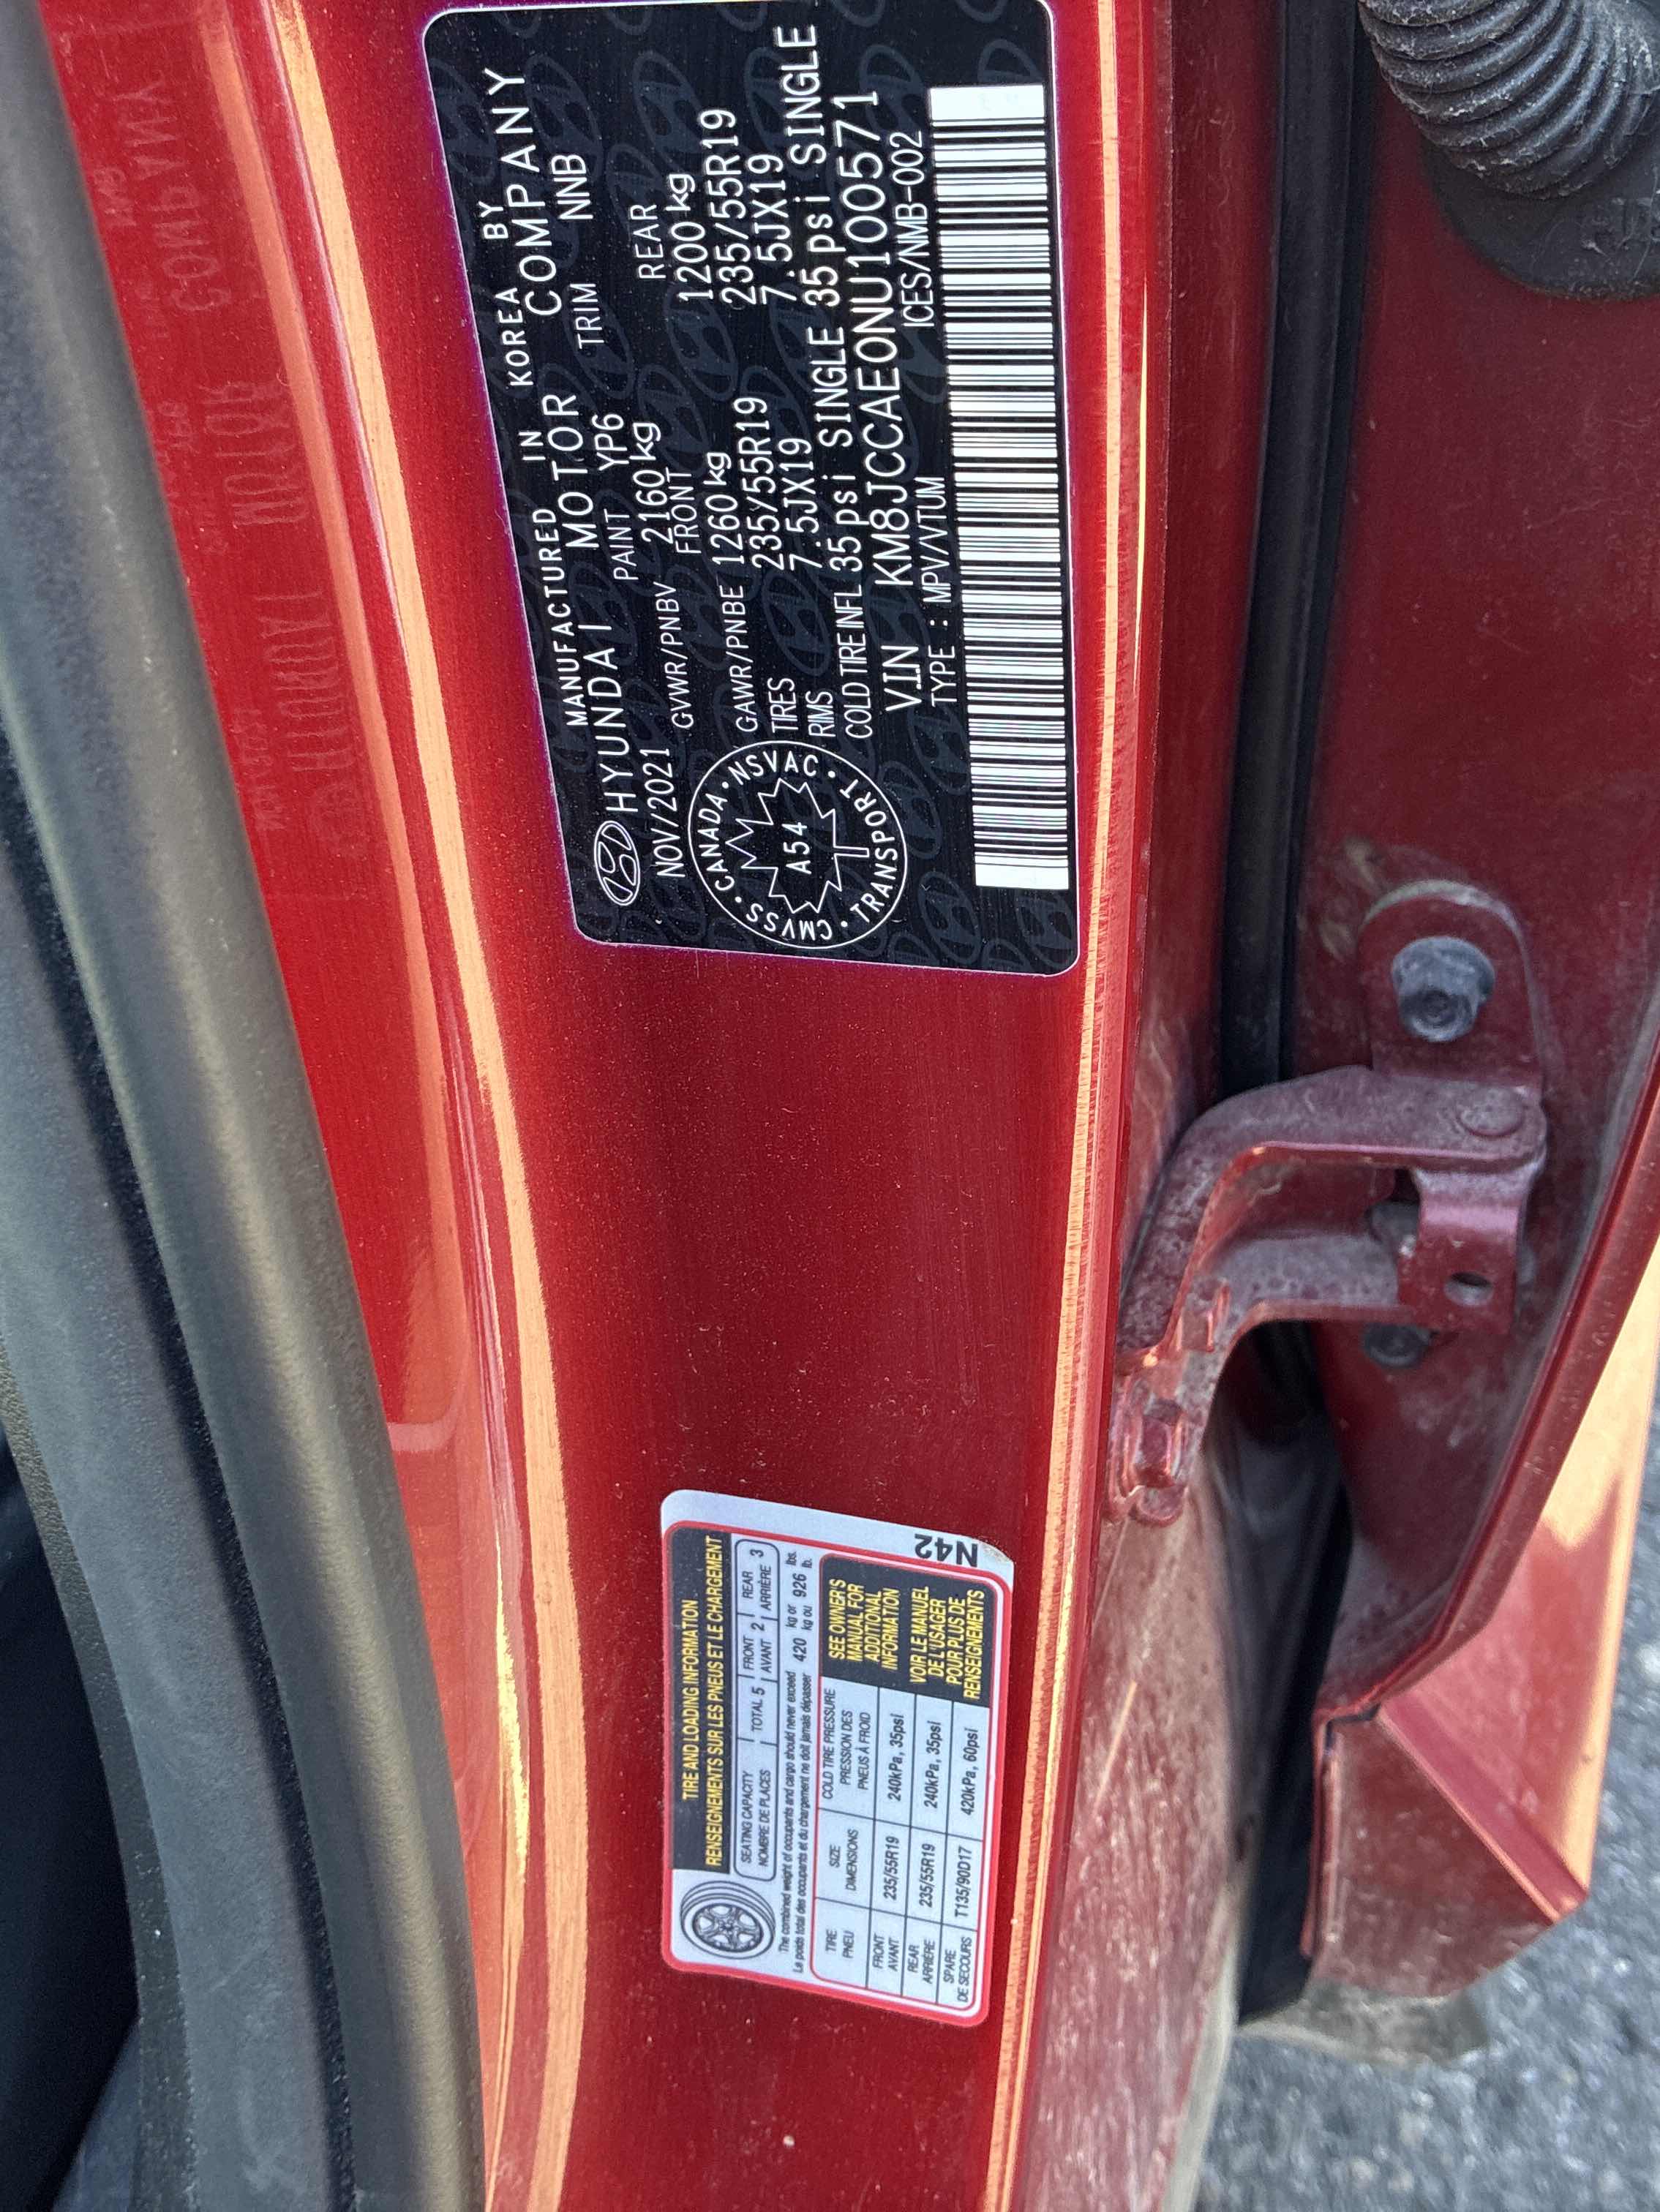 MANUFACTURED IN KOREA BY
HYUNDAI MOTOR COMPANY
NOV/2021 PAINT YP6 TRIM NNB
GVWR/PNBV 2160 kg
FRONT REAR
GAWR/PNBE 1260 kg 1200 kg
TIRES 235/55R19 235/55R19
RIMS 7.5JX19 7.5JX19
COLD TIRE INFL 35 psi SINGLE 35 psi SINGLE
VIN KM8JCCAE0NU100571
TYPE : MPV/VTUM ICES/NMB-002
CANADA · NSVAC · TRANSPORT · CMVSS ·
A54
TIRE AND LOADING INFORMATION
RENSEIGNEMENTS SUR LES PNEUS ET LE CHARGEMENT
SEATING CAPACITY
NOMBRE DE PLACES
TOTAL 5
FRONT
AVANT 2
REAR
ARRIÈRE 3
The combined weight of occupants and cargo should never exceed 420 kg or 926 lbs.
Le poids total des occupants et du chargement ne doit jamais dépasser 420 kg ou 926 lb.
TIRE
PNEU
SIZE
DIMENSIONS
COLD TIRE PRESSURE
PRESSION DES
PNEUS À FROID
FRONT
AVANT
235/55R19 240kPa, 35psi
REAR
ARRIÈRE
235/55R19 240kPa, 35psi
SPARE
DE SECOURS
T135/90D17 420kPa, 60psi
SEE OWNER'S
MANUAL FOR
ADDITIONAL
INFORMATION
VOIR LE MANUEL
DE L'USAGER
POUR PLUS DE
RENSEIGNEMENTS
N42